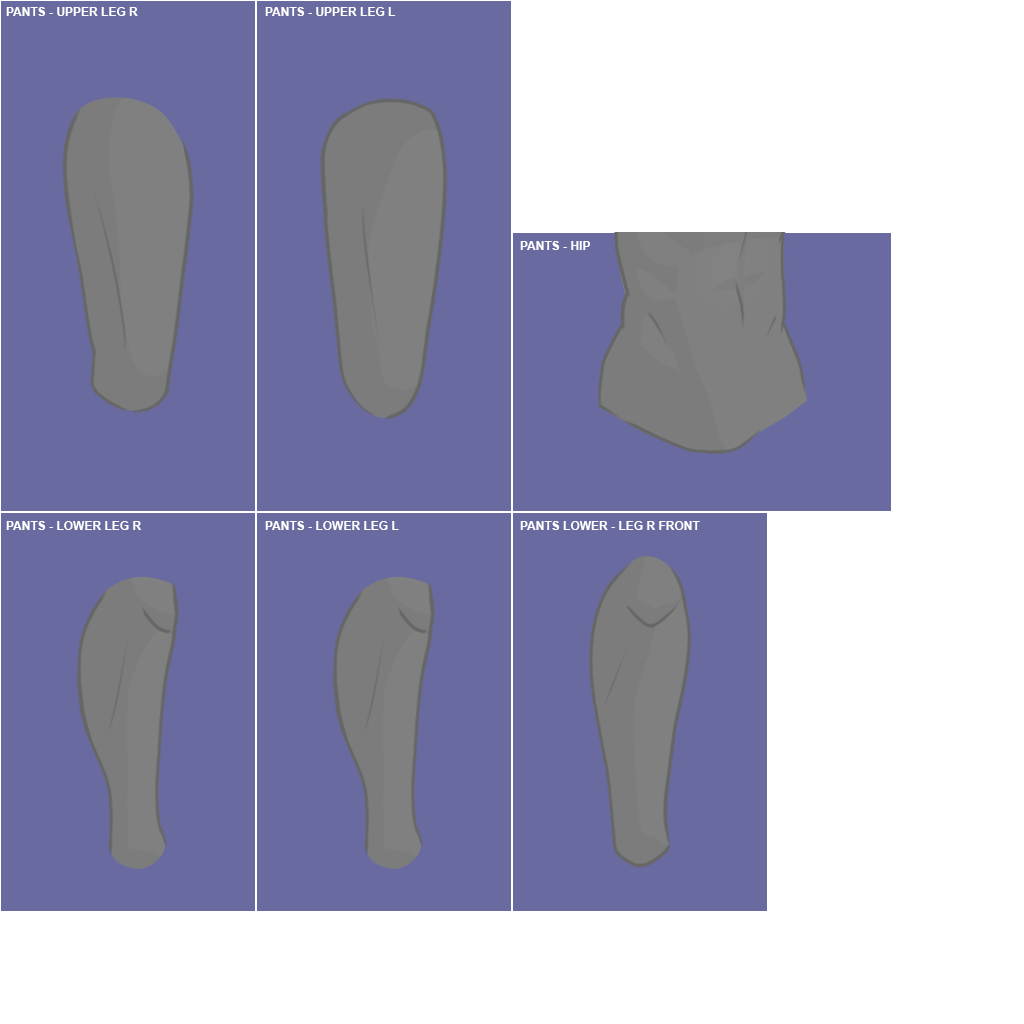 PANTS - UPPER LEG R
PANTS - UPPER LEG L
PANTS - HIP
PANTS - LOWER LEG R
PANTS - LOWER LEG L
PANTS LOWER - LEG R FRONT